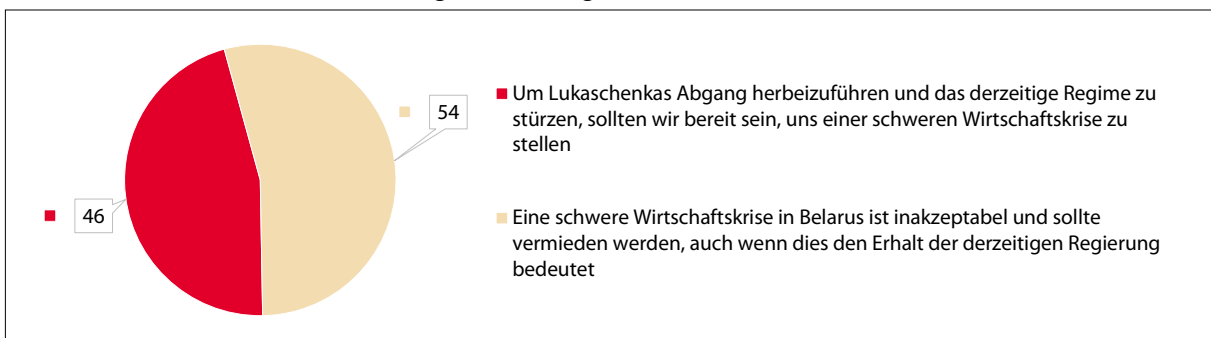 54
Um Lukaschenkas Abgang herbeizuführen und das derzeitige Regime zu
stürzen, sollten wir bereit sein, uns einer schweren Wirtschaftskrise zu
stellen
46
Eine schwere Wirtschaftskrise in Belarus ist inakzeptabel und sollte
vermieden werden, auch wenn dies den Erhalt der derzeitigen Regierung
bedeutet